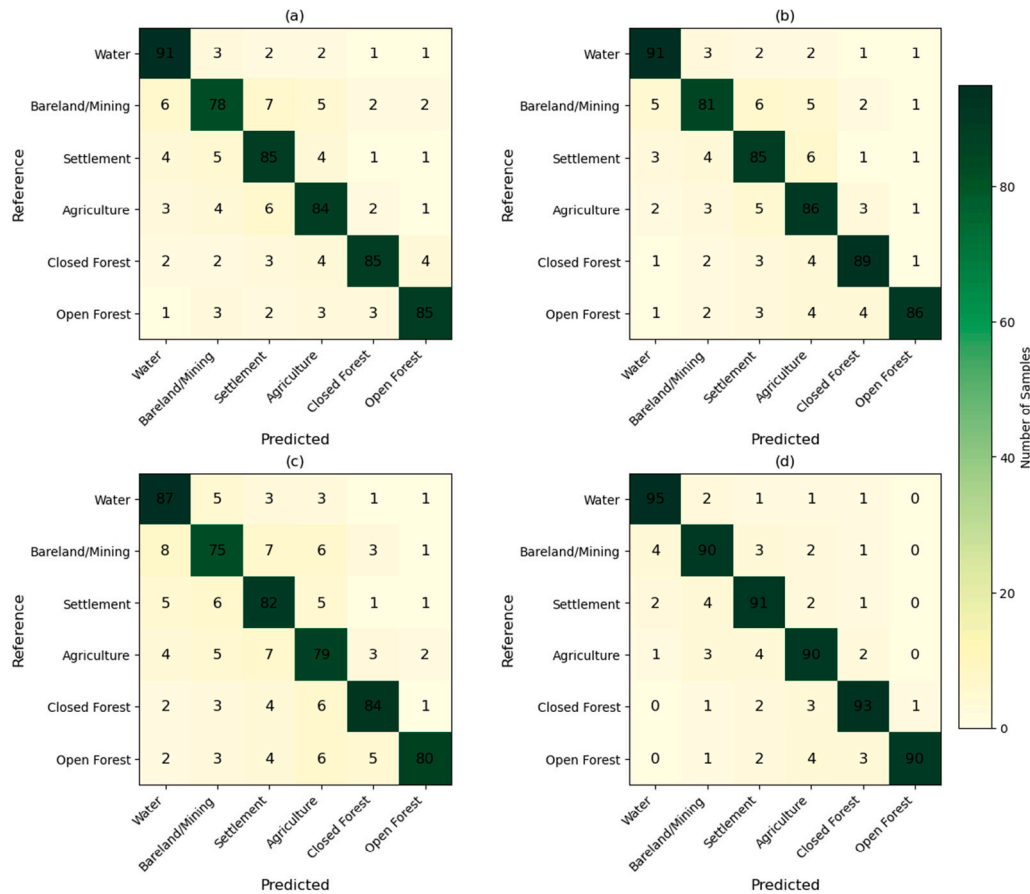 (a)
Water 91 3 2 2 1 1
Bareland/Mining 6 78 7 5 2 2
Settlement 4 5 85 4 1 1
Agriculture 3 4 6 84 2 1
Closed Forest 2 2 3 4 85 4
Open Forest 1 3 2 3 3 85
Water Bareland/Mining Settlement Agriculture Closed Forest Open Forest
Predicted
Reference
(b)
Water 91 3 2 2 1 1
Bareland/Mining 5 81 6 5 2 1
Settlement 3 4 85 6 1 1
Agriculture 2 3 5 86 3 1
Closed Forest 1 2 3 4 89 1
Open Forest 1 2 3 4 4 86
Water Bareland/Mining Settlement Agriculture Closed Forest Open Forest
Predicted
Reference
(c)
Water 87 5 3 3 1 1
Bareland/Mining 8 75 7 6 3 1
Settlement 5 6 82 5 1 1
Agriculture 4 5 7 79 3 2
Closed Forest 2 3 4 6 84 1
Open Forest 2 3 4 6 5 80
Water Bareland/Mining Settlement Agriculture Closed Forest Open Forest
Predicted
Reference
(d)
Water 95 2 1 1 1 0
Bareland/Mining 4 90 3 2 1 0
Settlement 2 4 91 2 1 0
Agriculture 1 3 4 90 2 0
Closed Forest 0 1 2 3 93 1
Open Forest 0 1 2 4 3 90
Water Bareland/Mining Settlement Agriculture Closed Forest Open Forest
Predicted
Reference
80
60
40
20
0
Number of Samples